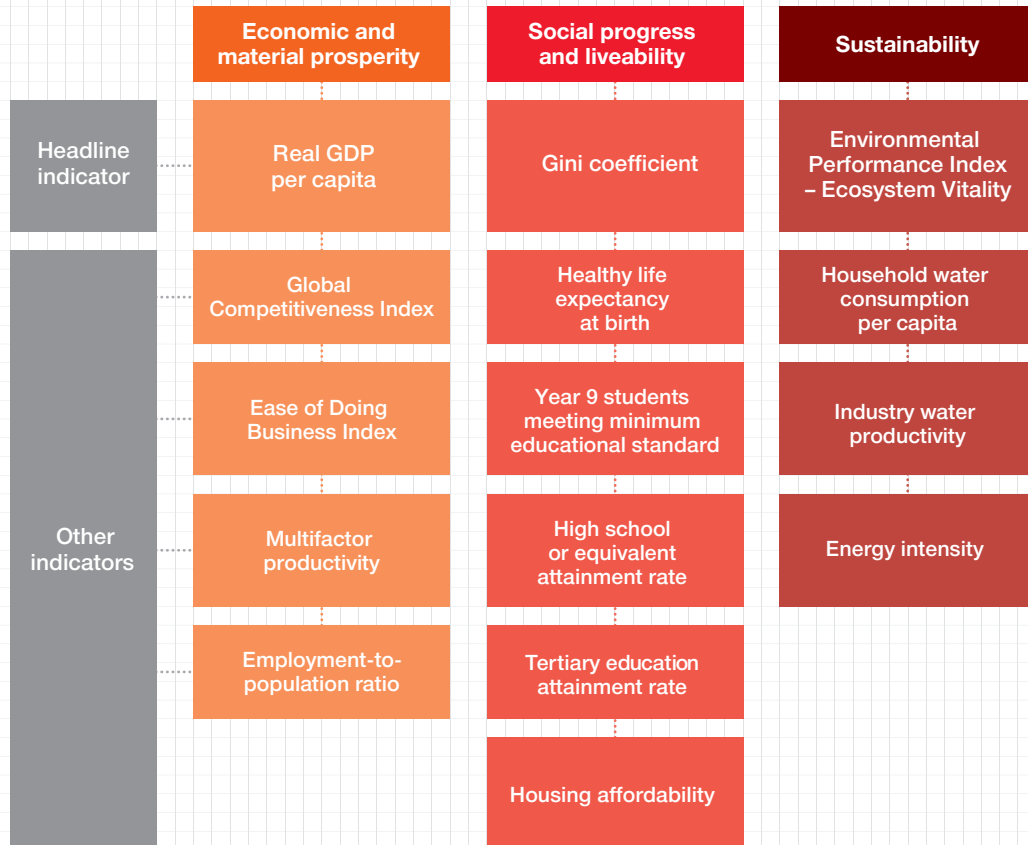 Economic and
material prosperity
Social progress
and liveability
Sustainability
Headline
indicator
Real GDP
per capita
Gini coefficient
Environmental
Performance Index
– Ecosystem Vitality
Other
indicators
Global
Competitiveness Index
Healthy life
expectancy
at birth
Household water
consumption
per capita
Ease of Doing
Business Index
Year 9 students
meeting minimum
educational standard
Industry water
productivity
Multifactor
productivity
High school
or equivalent
attainment rate
Energy intensity
Employment-to-
population ratio
Tertiary education
attainment rate
Housing affordability